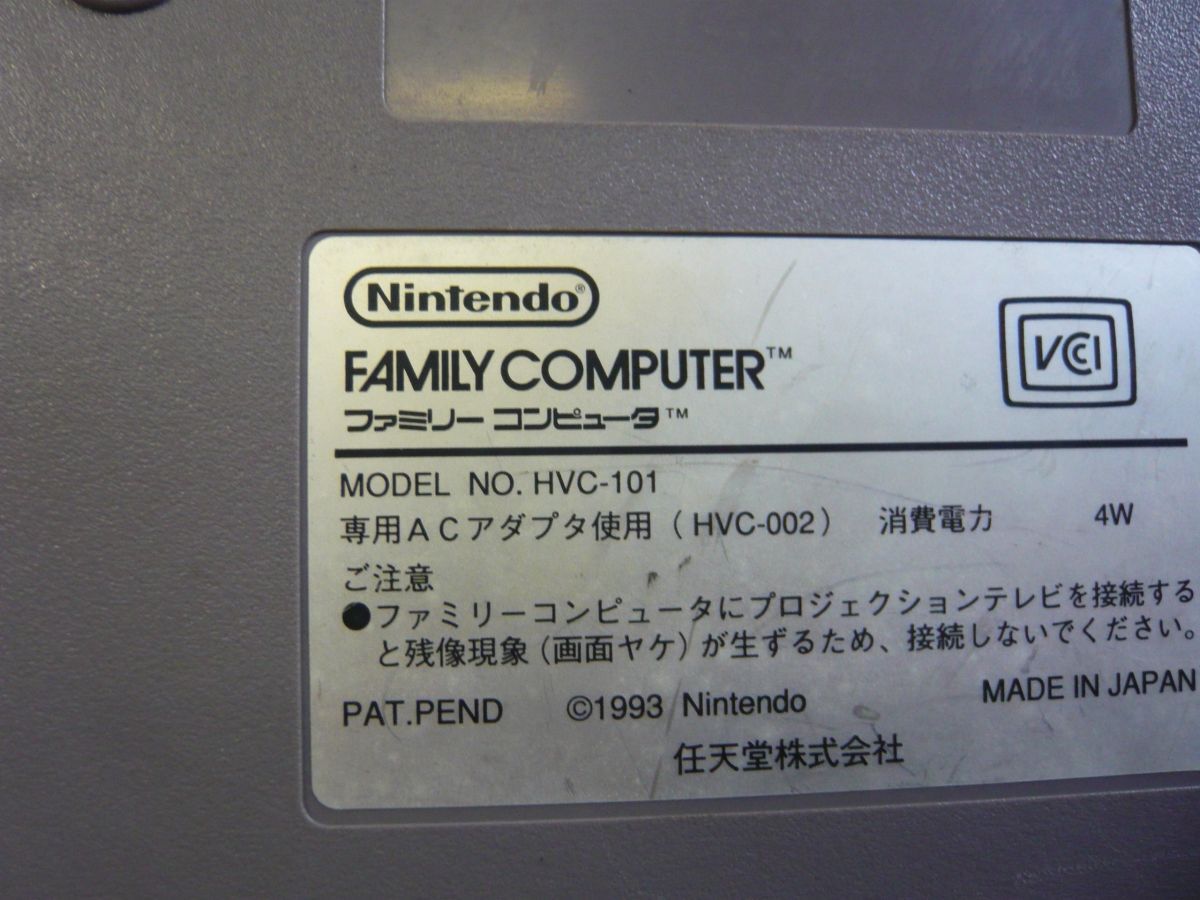 Nintendo®
FAMILY COMPUTER™
ファミリー コンピュータ™
VCCI
MODEL NO. HVC-101
専用ACアダプタ使用(HVC-002) 消費電力 4W
ご注意
●ファミリーコンピュータにプロジェクションテレビを接続する
と残像現象(画面ヤケ)が生ずるため、接続しないでください。
PAT.PEND ©1993 Nintendo MADE IN JAPAN
任天堂株式会社